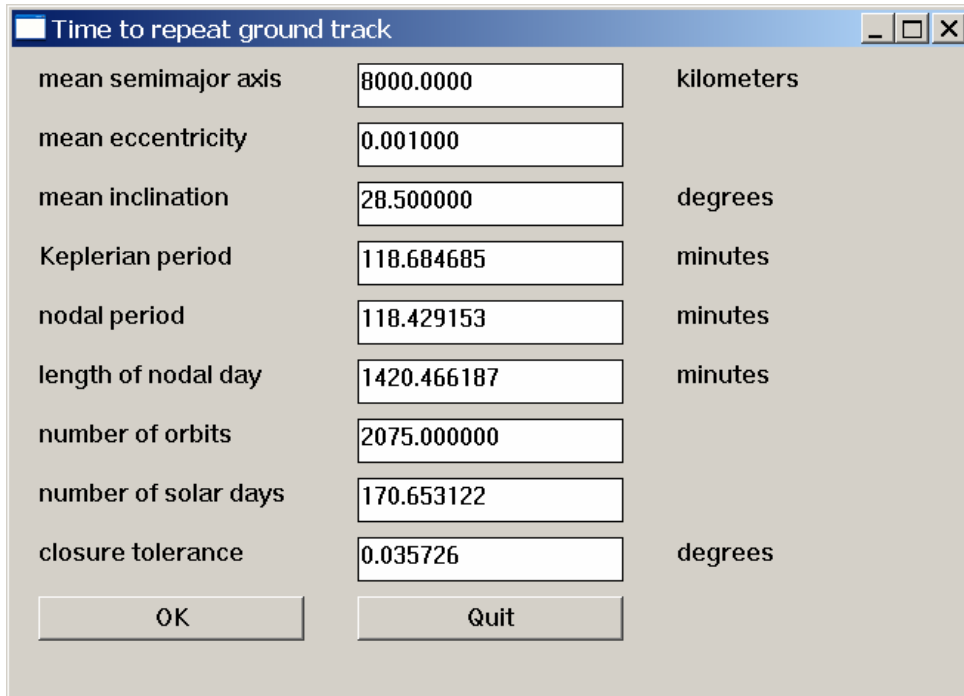 Time to repeat ground track
mean semimajor axis 8000.0000 kilometers
mean eccentricity 0.001000
mean inclination 28.500000 degrees
Keplerian period 118.684685 minutes
nodal period 118.429153 minutes
length of nodal day 1420.466187 minutes
number of orbits 2075.000000
number of solar days 170.653122
closure tolerance 0.035726 degrees
OK Quit